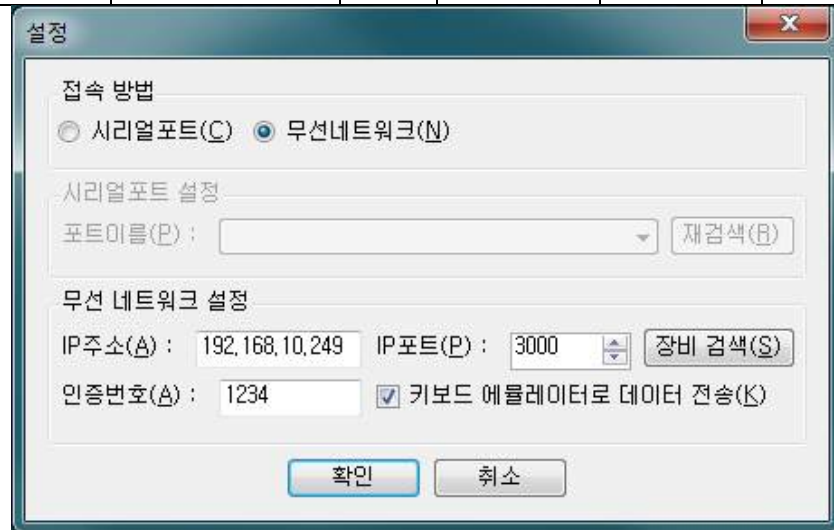 설정
접속 방법
시리얼포트(C) 무선네트워크(N)
시리얼포트 설정
포트이름(P) : 재검색(R)
무선 네트워크 설정
IP주소(A) : 192,168,10,249 IP포트(P) : 3000 장비 검색(S)
인증번호(A) : 1234 키보드 에뮬레이터로 데이터 전송(K)
확인 취소